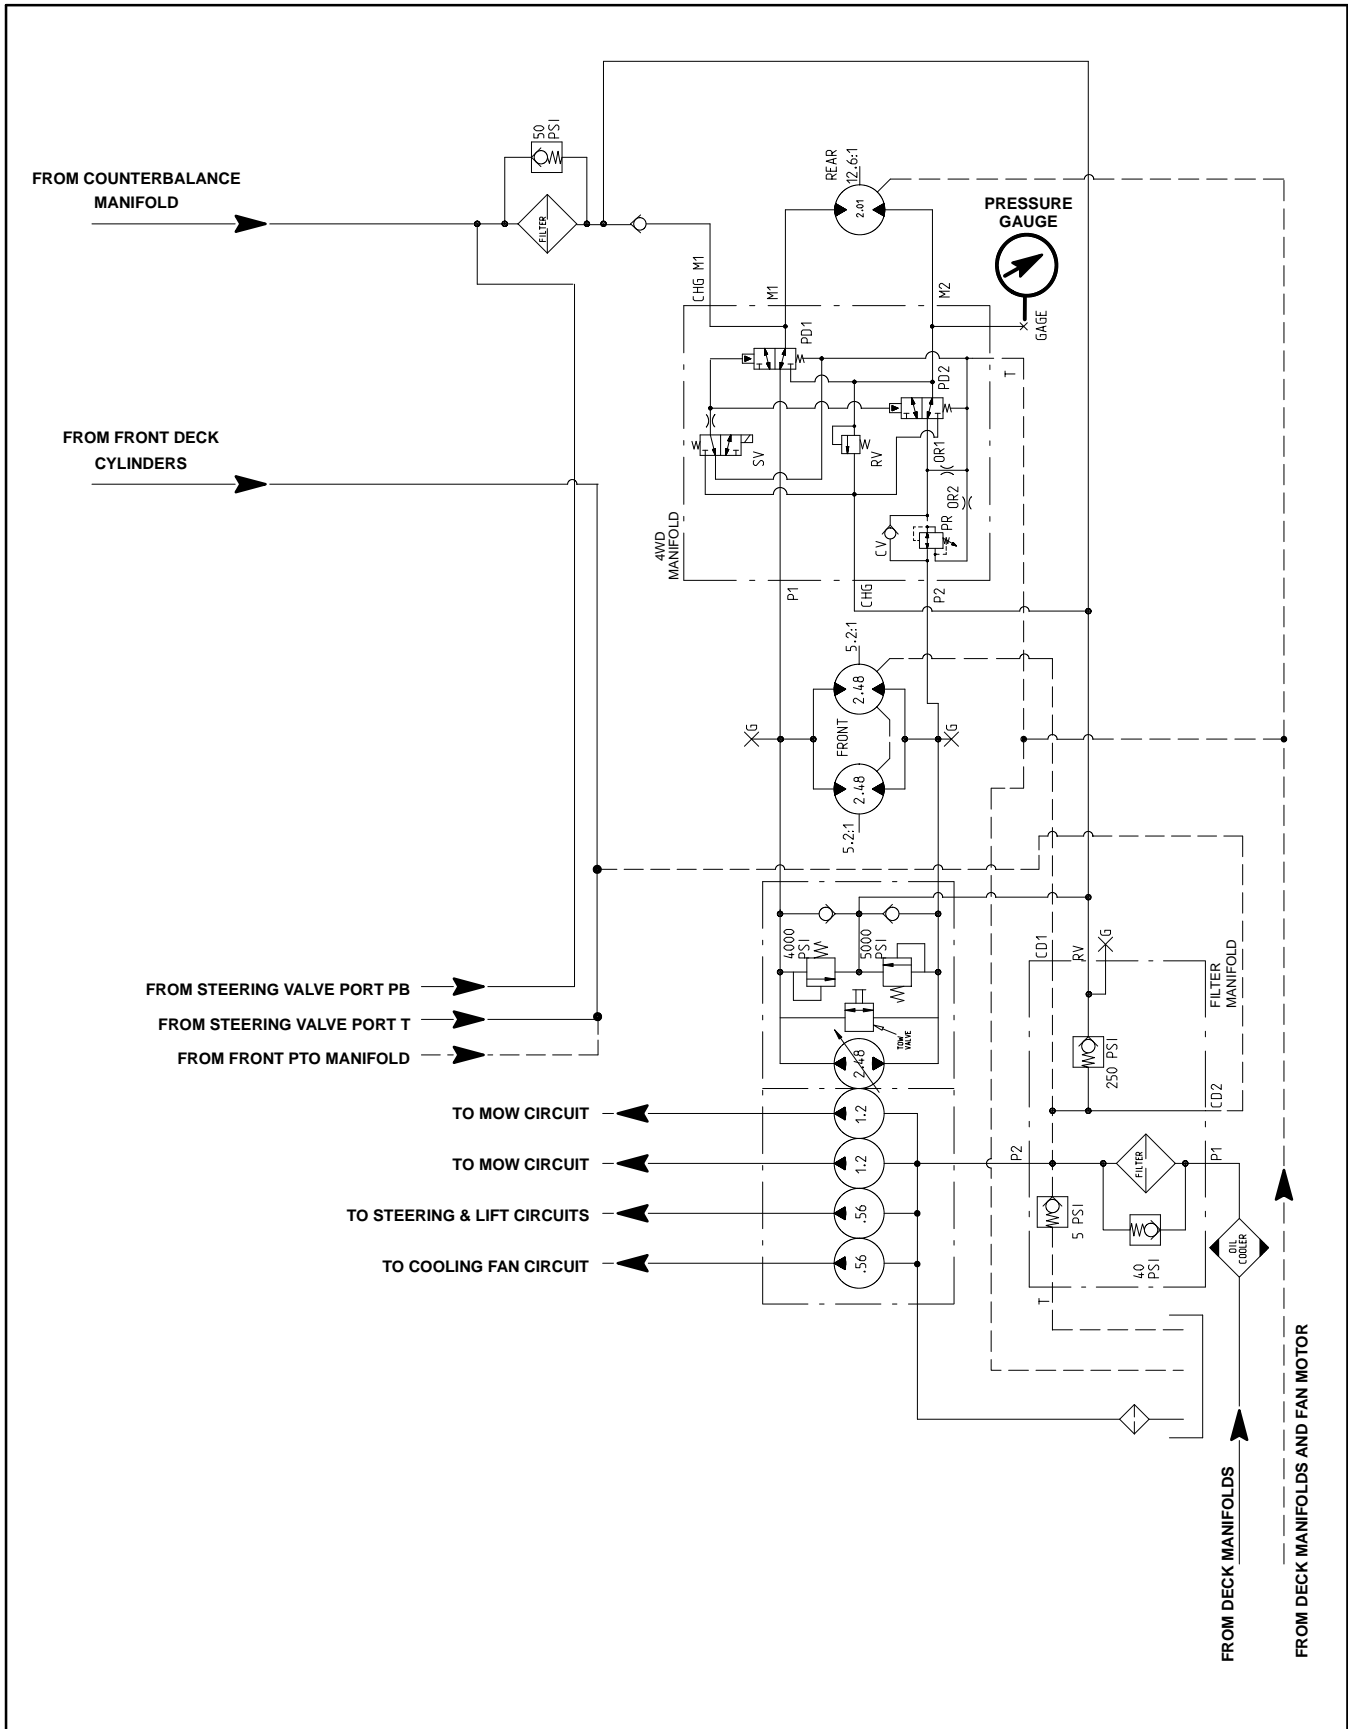 50
PSI
FILTER
FROM COUNTERBALANCE
MANIFOLD
REAR
12.6:1
2.01
PRESSURE
GAUGE
CHG M1
M1
M2
GAGE
PD1
PD2
T
SV
RV
OR1
OR2
CV
PR
4WD
MANIFOLD
FROM FRONT DECK
CYLINDERS
P1
CHG
P2
5.2:1
2.48
G
FRONT
G
2.48
5.2:1
4000
PSI
5000
PSI
CD1
RV
G
FILTER
MANIFOLD
FROM STEERING VALVE PORT PB
FROM STEERING VALVE PORT T
FROM FRONT PTO MANIFOLD
TOW
VALVE
2.48
250 PSI
CD2
TO MOW CIRCUIT
1.2
TO MOW CIRCUIT
1.2
P2
FILTER
P1
TO STEERING & LIFT CIRCUITS
.56
5 PSI
TO COOLING FAN CIRCUIT
.56
40
PSI
OIL
COOLER
T
FROM DECK MANIFOLDS
FROM DECK MANIFOLDS AND FAN MOTOR